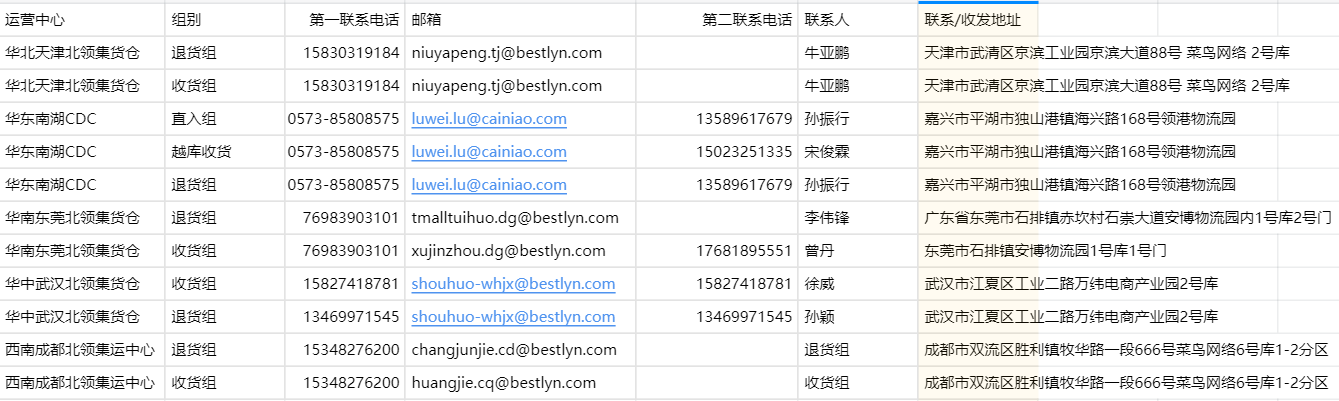 运营中心 组别 第一联系电话 邮箱 第二联系电话 联系人 联系/收发地址
华北天津北领集货仓 退货组 15830319184 niuyapeng.tj@bestlyn.com 牛亚鹏 天津市武清区京滨工业园京滨大道88号 菜鸟网络 2号库
华北天津北领集货仓 收货组 15830319184 niuyapeng.tj@bestlyn.com 牛亚鹏 天津市武清区京滨工业园京滨大道88号 菜鸟网络 2号库
华东南湖CDC 直入组 0573-85808575 luwei.lu@cainiao.com 13589617679 孙振行 嘉兴市平湖市独山港镇海兴路168号领港物流园
华东南湖CDC 越库收货 0573-85808575 luwei.lu@cainiao.com 15023251335 宋俊霖 嘉兴市平湖市独山港镇海兴路168号领港物流园
华东南湖CDC 退货组 0573-85808575 luwei.lu@cainiao.com 13589617679 孙振行 嘉兴市平湖市独山港镇海兴路168号领港物流园
华南东莞北领集货仓 退货组 76983903101 tmalltuihuo.dg@bestlyn.com 李伟锋 广东省东莞市石排镇赤坎村石崇大道安博物流园内1号库2号门
华南东莞北领集货仓 收货组 76983903101 xujinzhou.dg@bestlyn.com 17681895551 曾丹 东莞市石排镇安博物流园1号库1号门
华中武汉北领集货仓 收货组 15827418781 shouhuo-whjx@bestlyn.com 15827418781 徐威 武汉市江夏区工业二路万纬电商产业园2号库
华中武汉北领集货仓 退货组 13469971545 shouhuo-whjx@bestlyn.com 13469971545 孙颖 武汉市江夏区工业二路万纬电商产业园2号库
西南成都北领集运中心 退货组 15348276200 changjunjie.cd@bestlyn.com 退货组 成都市双流区胜利镇牧华路一段666号菜鸟网络6号库1-2分区
西南成都北领集运中心 收货组 15348276200 huangjie.cq@bestlyn.com 收货组 成都市双流区胜利镇牧华路一段666号菜鸟网络6号库1-2分区